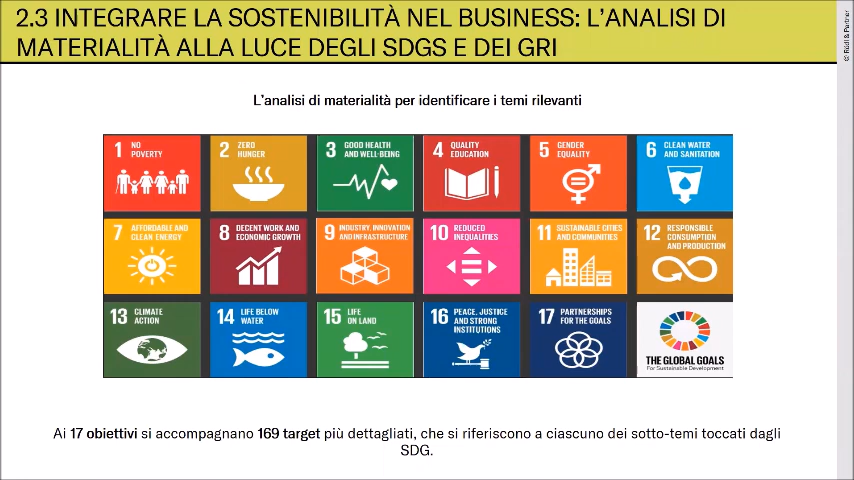 2.3 INTEGRARE LA SOSTENIBILITÀ NEL BUSINESS: L'ANALISI DI
MATERIALITÀ ALLA LUCE DEGLI SDGS E DEI GRI
© Rödl & Partner
L'analisi di materialità per identificare i temi rilevanti
1 NO
POVERTY
2 ZERO
HUNGER
3 GOOD HEALTH
AND WELL-BEING
4 QUALITY
EDUCATION
5 GENDER
EQUALITY
6 CLEAN WATER
AND SANITATION
7 AFFORDABLE AND
CLEAN ENERGY
8 DECENT WORK AND
ECONOMIC GROWTH
9 INDUSTRY, INNOVATION
AND INFRASTRUCTURE
10 REDUCED
INEQUALITIES
11 SUSTAINABLE CITIES
AND COMMUNITIES
12 RESPONSIBLE
CONSUMPTION
AND PRODUCTION
13 CLIMATE
ACTION
14 LIFE BELOW
WATER
15 LIFE
ON LAND
16 PEACE, JUSTICE
AND STRONG
INSTITUTIONS
17 PARTNERSHIPS
FOR THE GOALS
THE GLOBAL GOALS
For Sustainable Development
Ai 17 obiettivi si accompagnano 169 target più dettagliati, che si riferiscono a ciascuno dei sotto-temi toccati dagli
SDG.